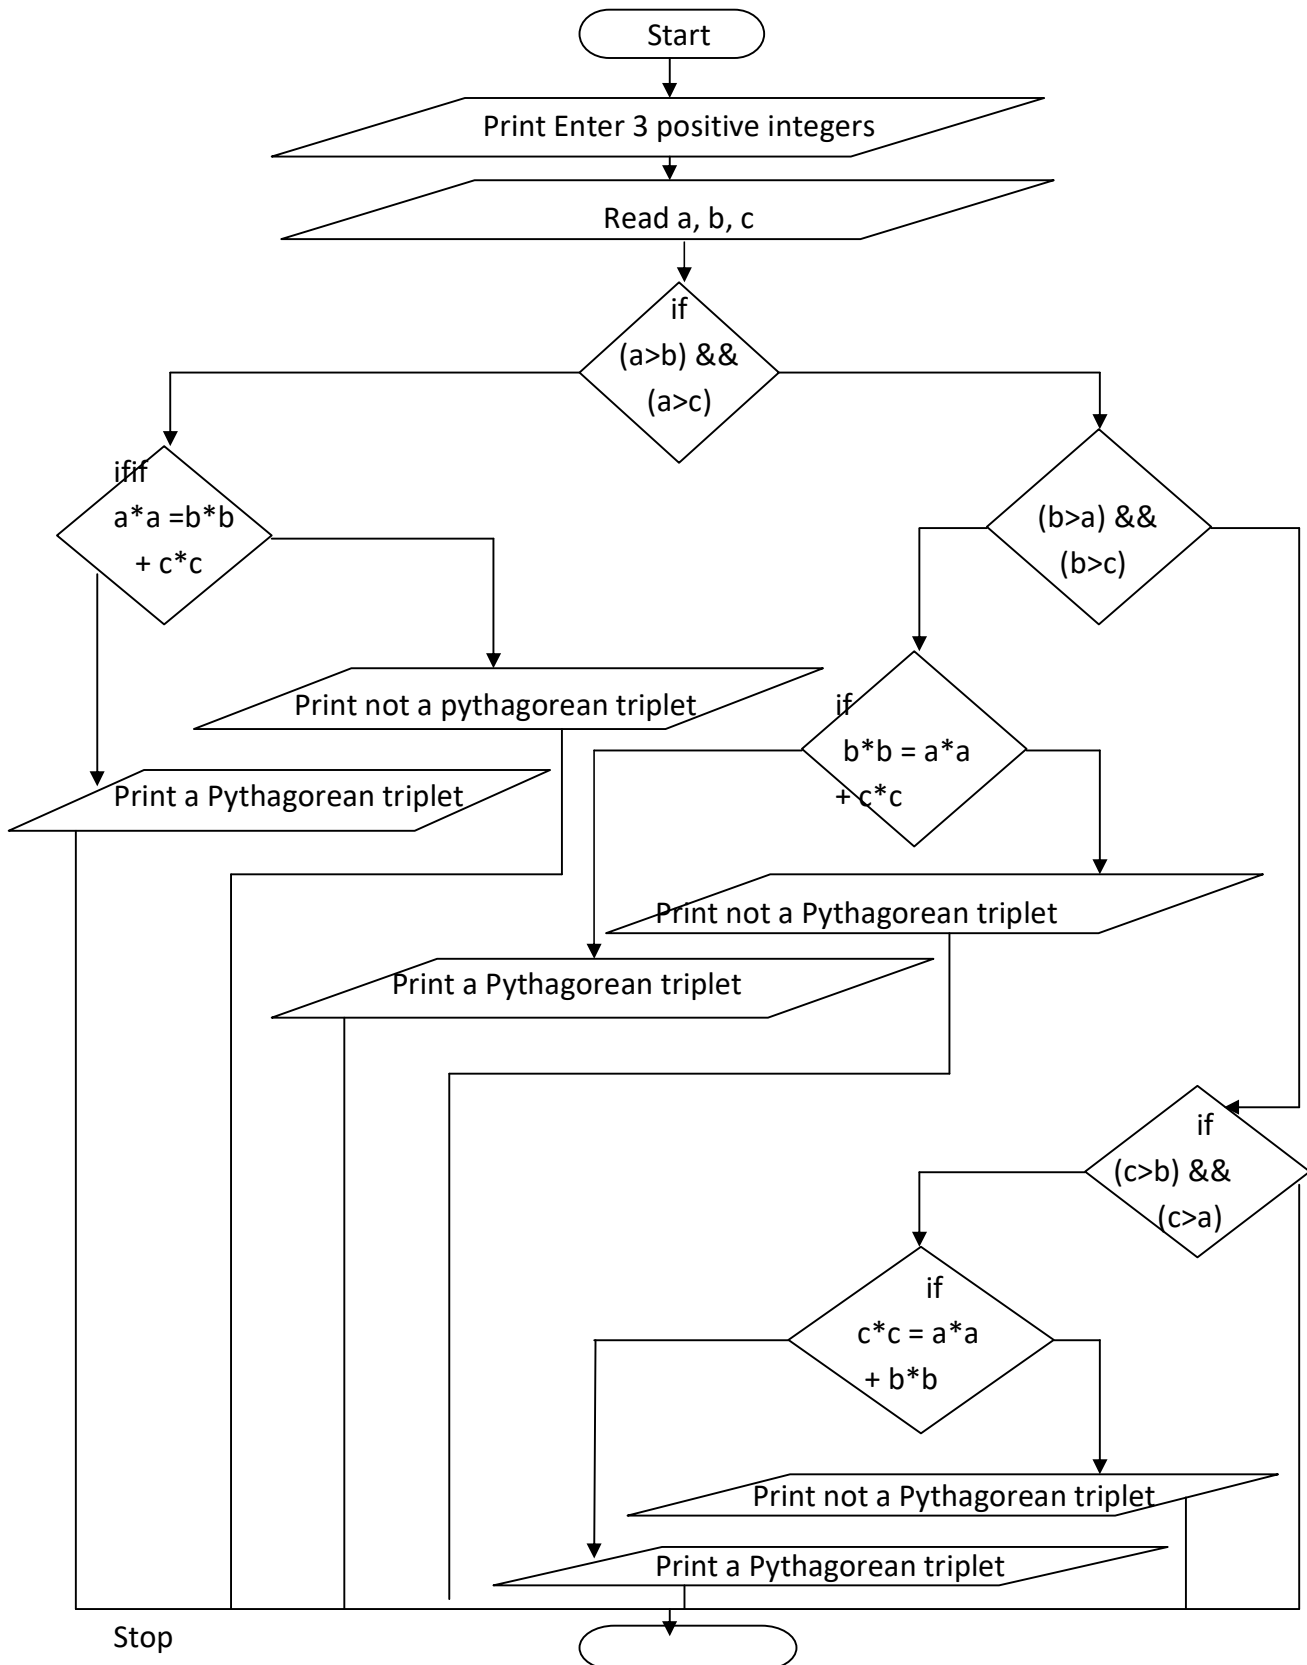 Start
Print Enter 3 positive integers
Read a, b, c
if
(a>b) &&
(a>c)
ifif
a*a =b*b
+ c*c
(b>a) &&
(b>c)
Print not a pythagorean triplet
if
b*b = a*a
+ c*c
Print a Pythagorean triplet
Print not a Pythagorean triplet
Print a Pythagorean triplet
if
(c>b) &&
(c>a)
if
c*c = a*a
+ b*b
Print not a Pythagorean triplet
Print a Pythagorean triplet
Stop